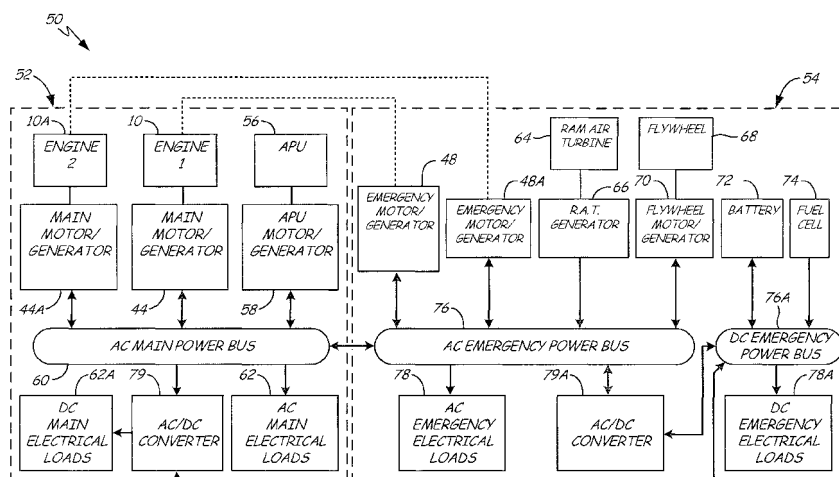 50
52
54
10A
10
56
64
68
ENGINE
2
ENGINE
1
APU
RAM AIR
TURBINE
FLYWHEEL
48
48A
66
70
72
74
MAIN
MOTOR/
GENERATOR
MAIN
MOTOR/
GENERATOR
APU
MOTOR/
GENERATOR
EMERGENCY
MOTOR/
GENERATOR
EMERGENCY
MOTOR/
GENERATOR
R.A.T.
GENERATOR
FLYWHEEL
MOTOR/
GENERATOR
BATTERY
FUEL
CELL
44A
44
58
76
76A
AC MAIN POWER BUS
AC EMERGENCY POWER BUS
DC EMERGENCY
POWER BUS
60
62A
79
62
78
79A
78A
DC
MAIN
ELECTRICAL
LOADS
AC/DC
CONVERTER
AC
MAIN
ELECTRICAL
LOADS
AC
EMERGENCY
ELECTRICAL
LOADS
AC/DC
CONVERTER
DC
EMERGENCY
ELECTRICAL
LOADS